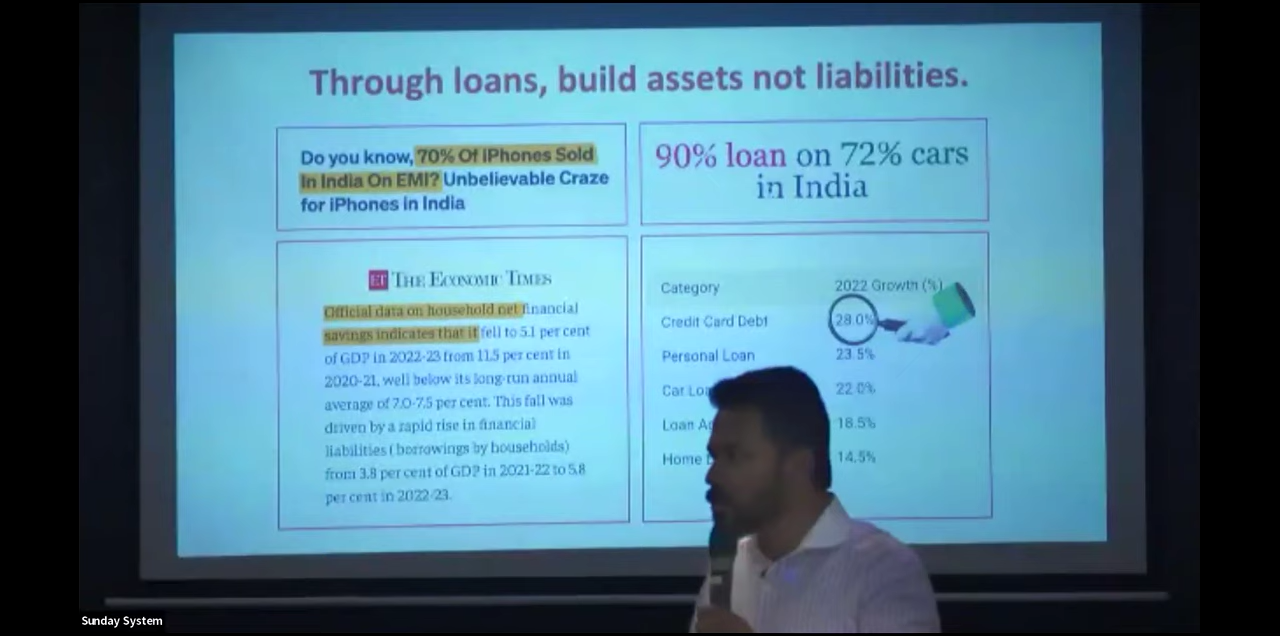 Through loans, build assets not liabilities.
Do you know, 70% Of iPhones Sold
In India On EMI? Unbelievable Craze
for iPhones in India
90% loan on 72% cars
in India
ET THE ECONOMIC TIMES
Official data on household net financial
savings indicates that it fell to 5.1 per cent
of GDP in 2022-23 from 11.5 per cent in
2020-21, well below its long-run annual
average of 7.0-7.5 per cent. This fall was
driven by a rapid rise in financial
liabilities (borrowings by households)
from 3.8 per cent of GDP in 2021-22 to 5.8
per cent in 2022-23.
Category 2022 Growth (%)
Credit Card Debt 28.0%
Personal Loan 23.5%
Car 22.0%
Loan 18.5%
Home 14.5%
Sunday System